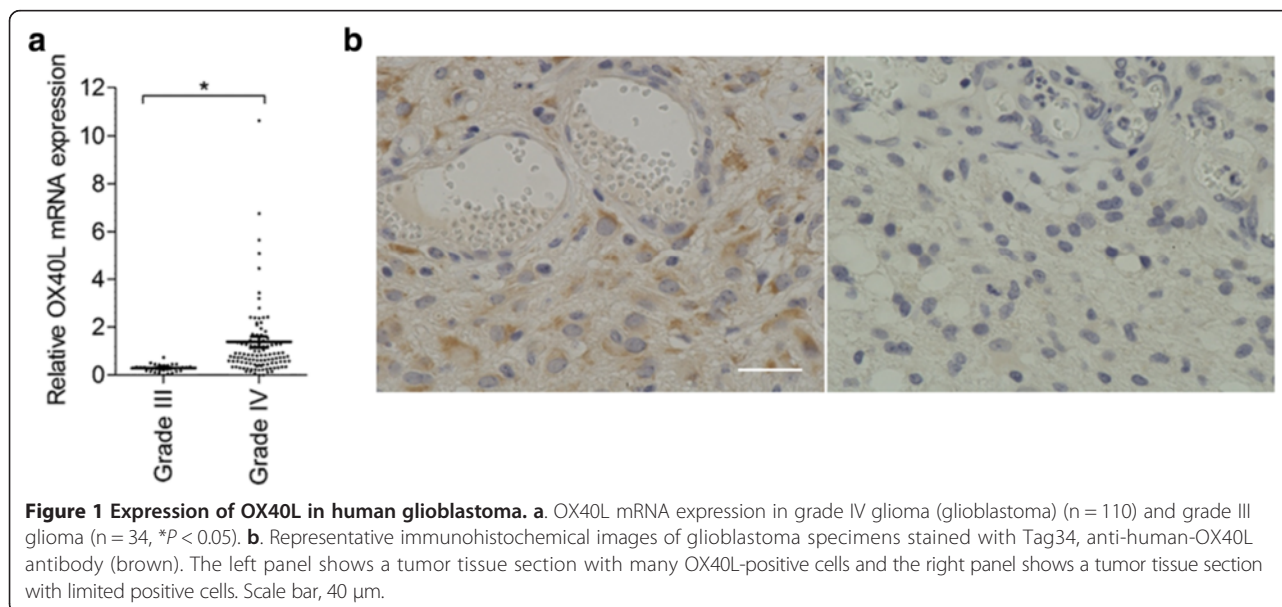 a
b
*
Relative OX40L mRNA expression
12
10
8
6
4
2
0
Grade III
Grade IV
Figure 1 Expression of OX40L in human glioblastoma. a. OX40L mRNA expression in grade IV glioma (glioblastoma) (n = 110) and grade III
glioma (n = 34, *P < 0.05). b. Representative immunohistochemical images of glioblastoma specimens stained with Tag34, anti-human-OX40L
antibody (brown). The left panel shows a tumor tissue section with many OX40L-positive cells and the right panel shows a tumor tissue section
with limited positive cells. Scale bar, 40 μm.